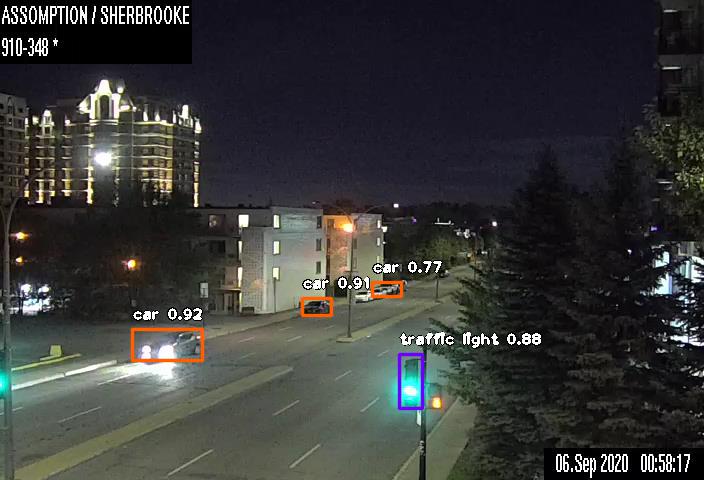 ASSOMPTION / SHERBROOKE
910-348 *
car 0.77
car 0.91
car 0.92
traffic light 0.88
06.Sep 2020 00:58:17